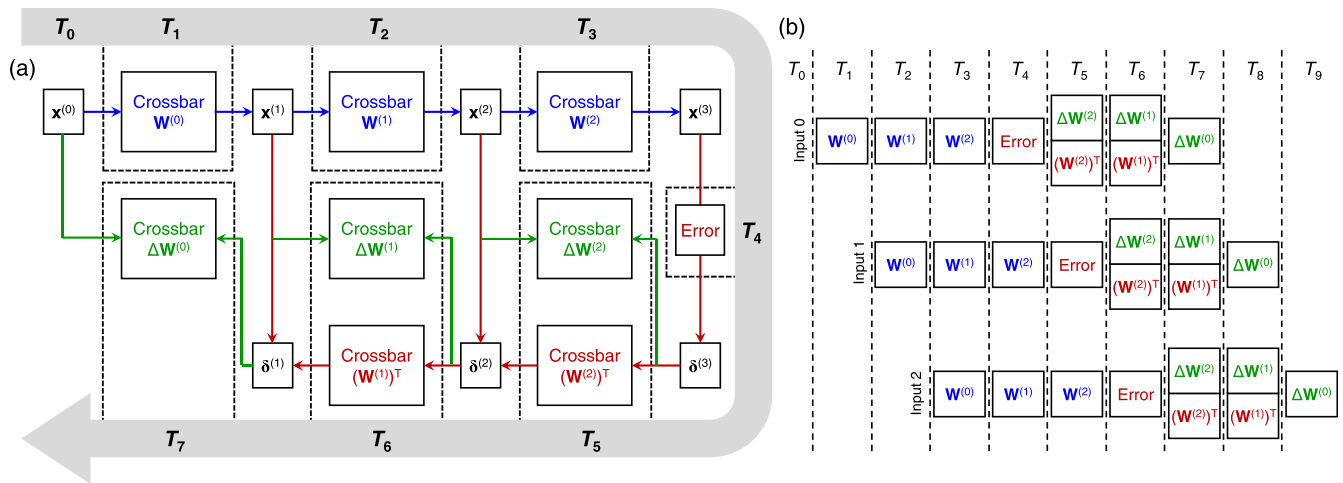 T₀ T₁ T₂ T₃
(a)
x⁽⁰⁾ Crossbar W⁽⁰⁾ x⁽¹⁾ Crossbar W⁽¹⁾ x⁽²⁾ Crossbar W⁽²⁾ x⁽³⁾
Crossbar ΔW⁽⁰⁾ Crossbar ΔW⁽¹⁾ Crossbar ΔW⁽²⁾ Error T₄
δ⁽¹⁾ Crossbar (W⁽¹⁾)ᵀ δ⁽²⁾ Crossbar (W⁽²⁾)ᵀ δ⁽³⁾
T₇ T₆ T₅
(b)
T₀ T₁ T₂ T₃ T₄ T₅ T₆ T₇ T₈ T₉
Input 0 W⁽⁰⁾ W⁽¹⁾ W⁽²⁾ Error ΔW⁽²⁾ ΔW⁽¹⁾ ΔW⁽⁰⁾
(W⁽²⁾)ᵀ (W⁽¹⁾)ᵀ
Input 1 W⁽⁰⁾ W⁽¹⁾ W⁽²⁾ Error ΔW⁽²⁾ ΔW⁽¹⁾ ΔW⁽⁰⁾
(W⁽²⁾)ᵀ (W⁽¹⁾)ᵀ
Input 2 W⁽⁰⁾ W⁽¹⁾ W⁽²⁾ Error ΔW⁽²⁾ ΔW⁽¹⁾ ΔW⁽⁰⁾
(W⁽²⁾)ᵀ (W⁽¹⁾)ᵀ